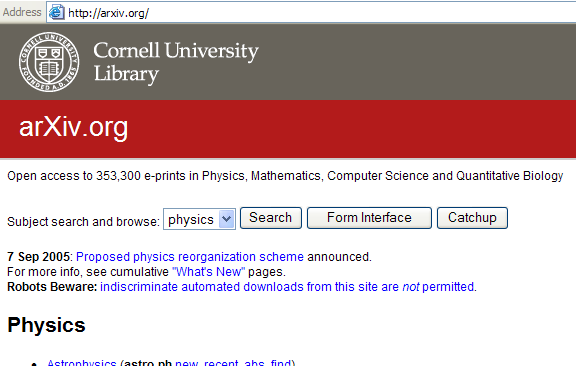 Address http://arxiv.org/
CORNELL UNIVERSITY FOUNDED A.D. 1865
Cornell University
Library
arXiv.org
Open access to 353,300 e-prints in Physics, Mathematics, Computer Science and Quantitative Biology
Subject search and browse: physics Search Form Interface Catchup
7 Sep 2005: Proposed physics reorganization scheme announced.
For more info, see cumulative "What's New" pages.
Robots Beware: indiscriminate automated downloads from this site are not permitted.
Physics
• Astrophysics (astro-ph new, recent, abs, find)